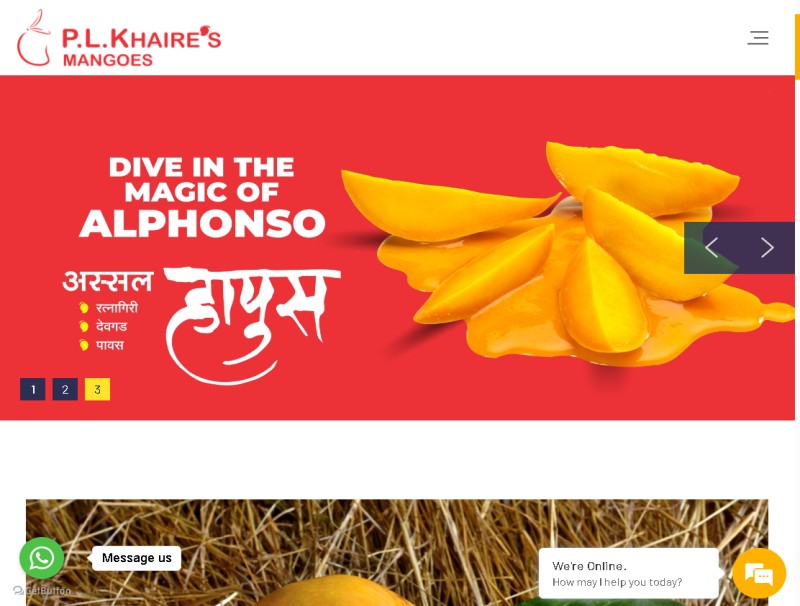 P.L.KHAIRE'S
MANGOES
DIVE IN THE
MAGIC OF
ALPHONSO
अस्सल
हापुस
रत्नागिरी
देवगड
पावस
1 2 3
Message us
We're Online.
How may I help you today?
GetButton